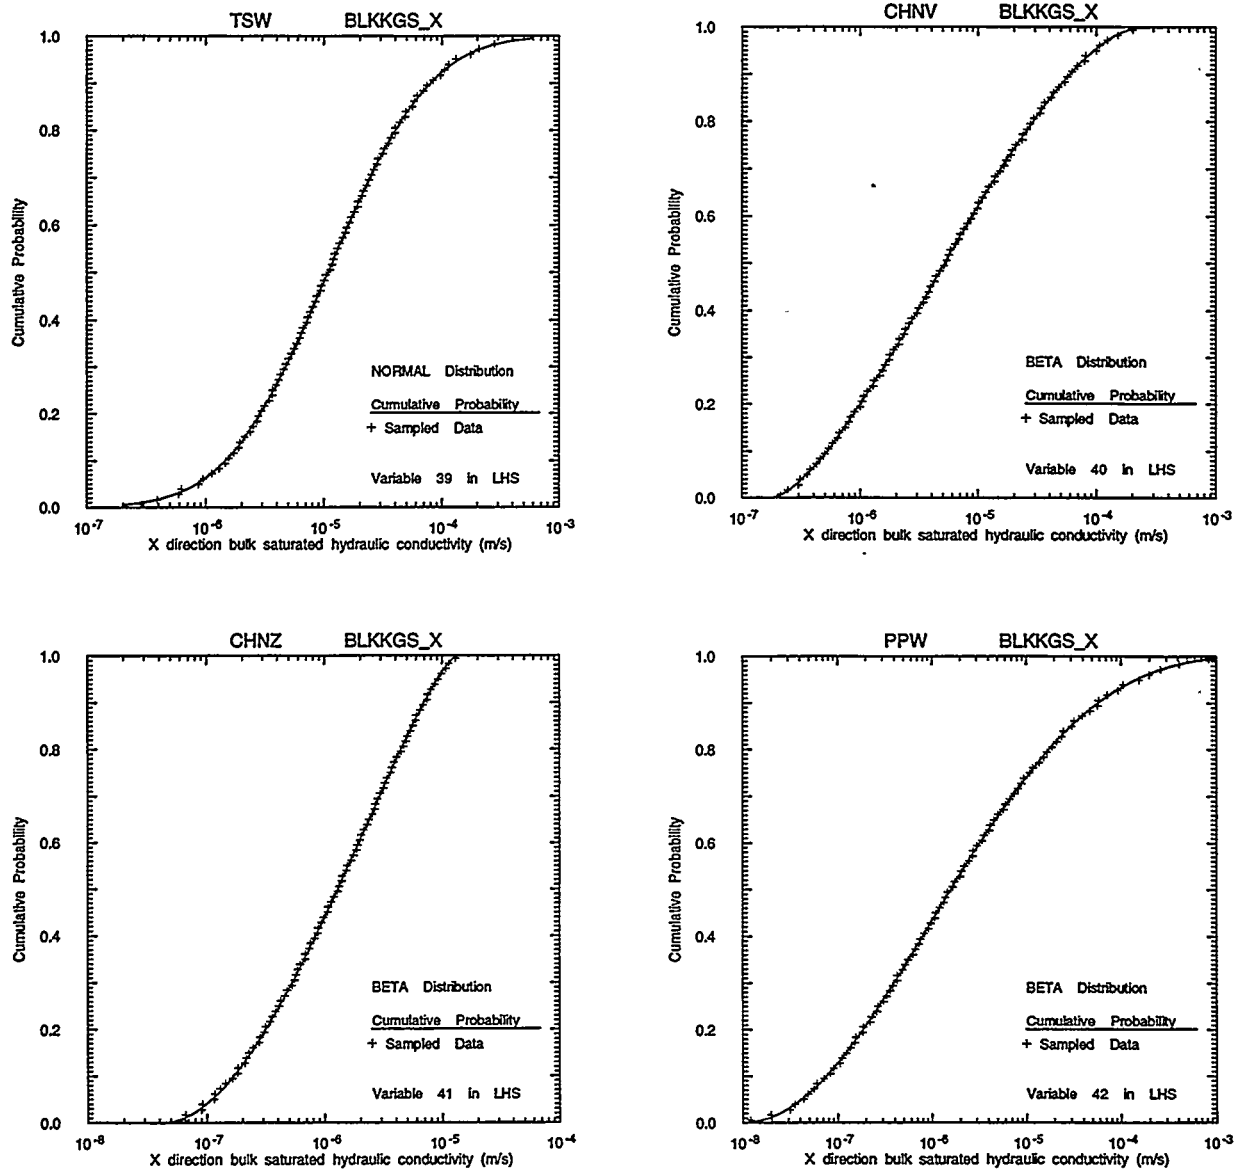 TSW BLKKGS_X
1.0
0.8
0.6
0.4
0.2
0.0
Cumulative Probability
NORMAL Distribution
Cumulative Probability
+ Sampled Data
Variable 39 in LHS
10-7 10-6 10-5 10-4 10-3
X direction bulk saturated hydraulic conductivity (m/s)
CHNV BLKKGS_X
1.0
0.8
0.6
0.4
0.2
0.0
Cumulative Probability
BETA Distribution
Cumulative Probability
+ Sampled Data
Variable 40 in LHS
10-7 10-6 10-5 10-4 10-3
X direction bulk saturated hydraulic conductivity (m/s)
CHNZ BLKKGS_X
1.0
0.8
0.6
0.4
0.2
0.0
Cumulative Probability
BETA Distribution
Cumulative Probability
+ Sampled Data
Variable 41 in LHS
10-8 10-7 10-6 10-5 10-4
X direction bulk saturated hydraulic conductivity (m/s)
PPW BLKKGS_X
1.0
0.8
0.6
0.4
0.2
0.0
Cumulative Probability
BETA Distribution
Cumulative Probability
+ Sampled Data
Variable 42 in LHS
10-8 10-7 10-6 10-5 10-4 10-3
X direction bulk saturated hydraulic conductivity (m/s)